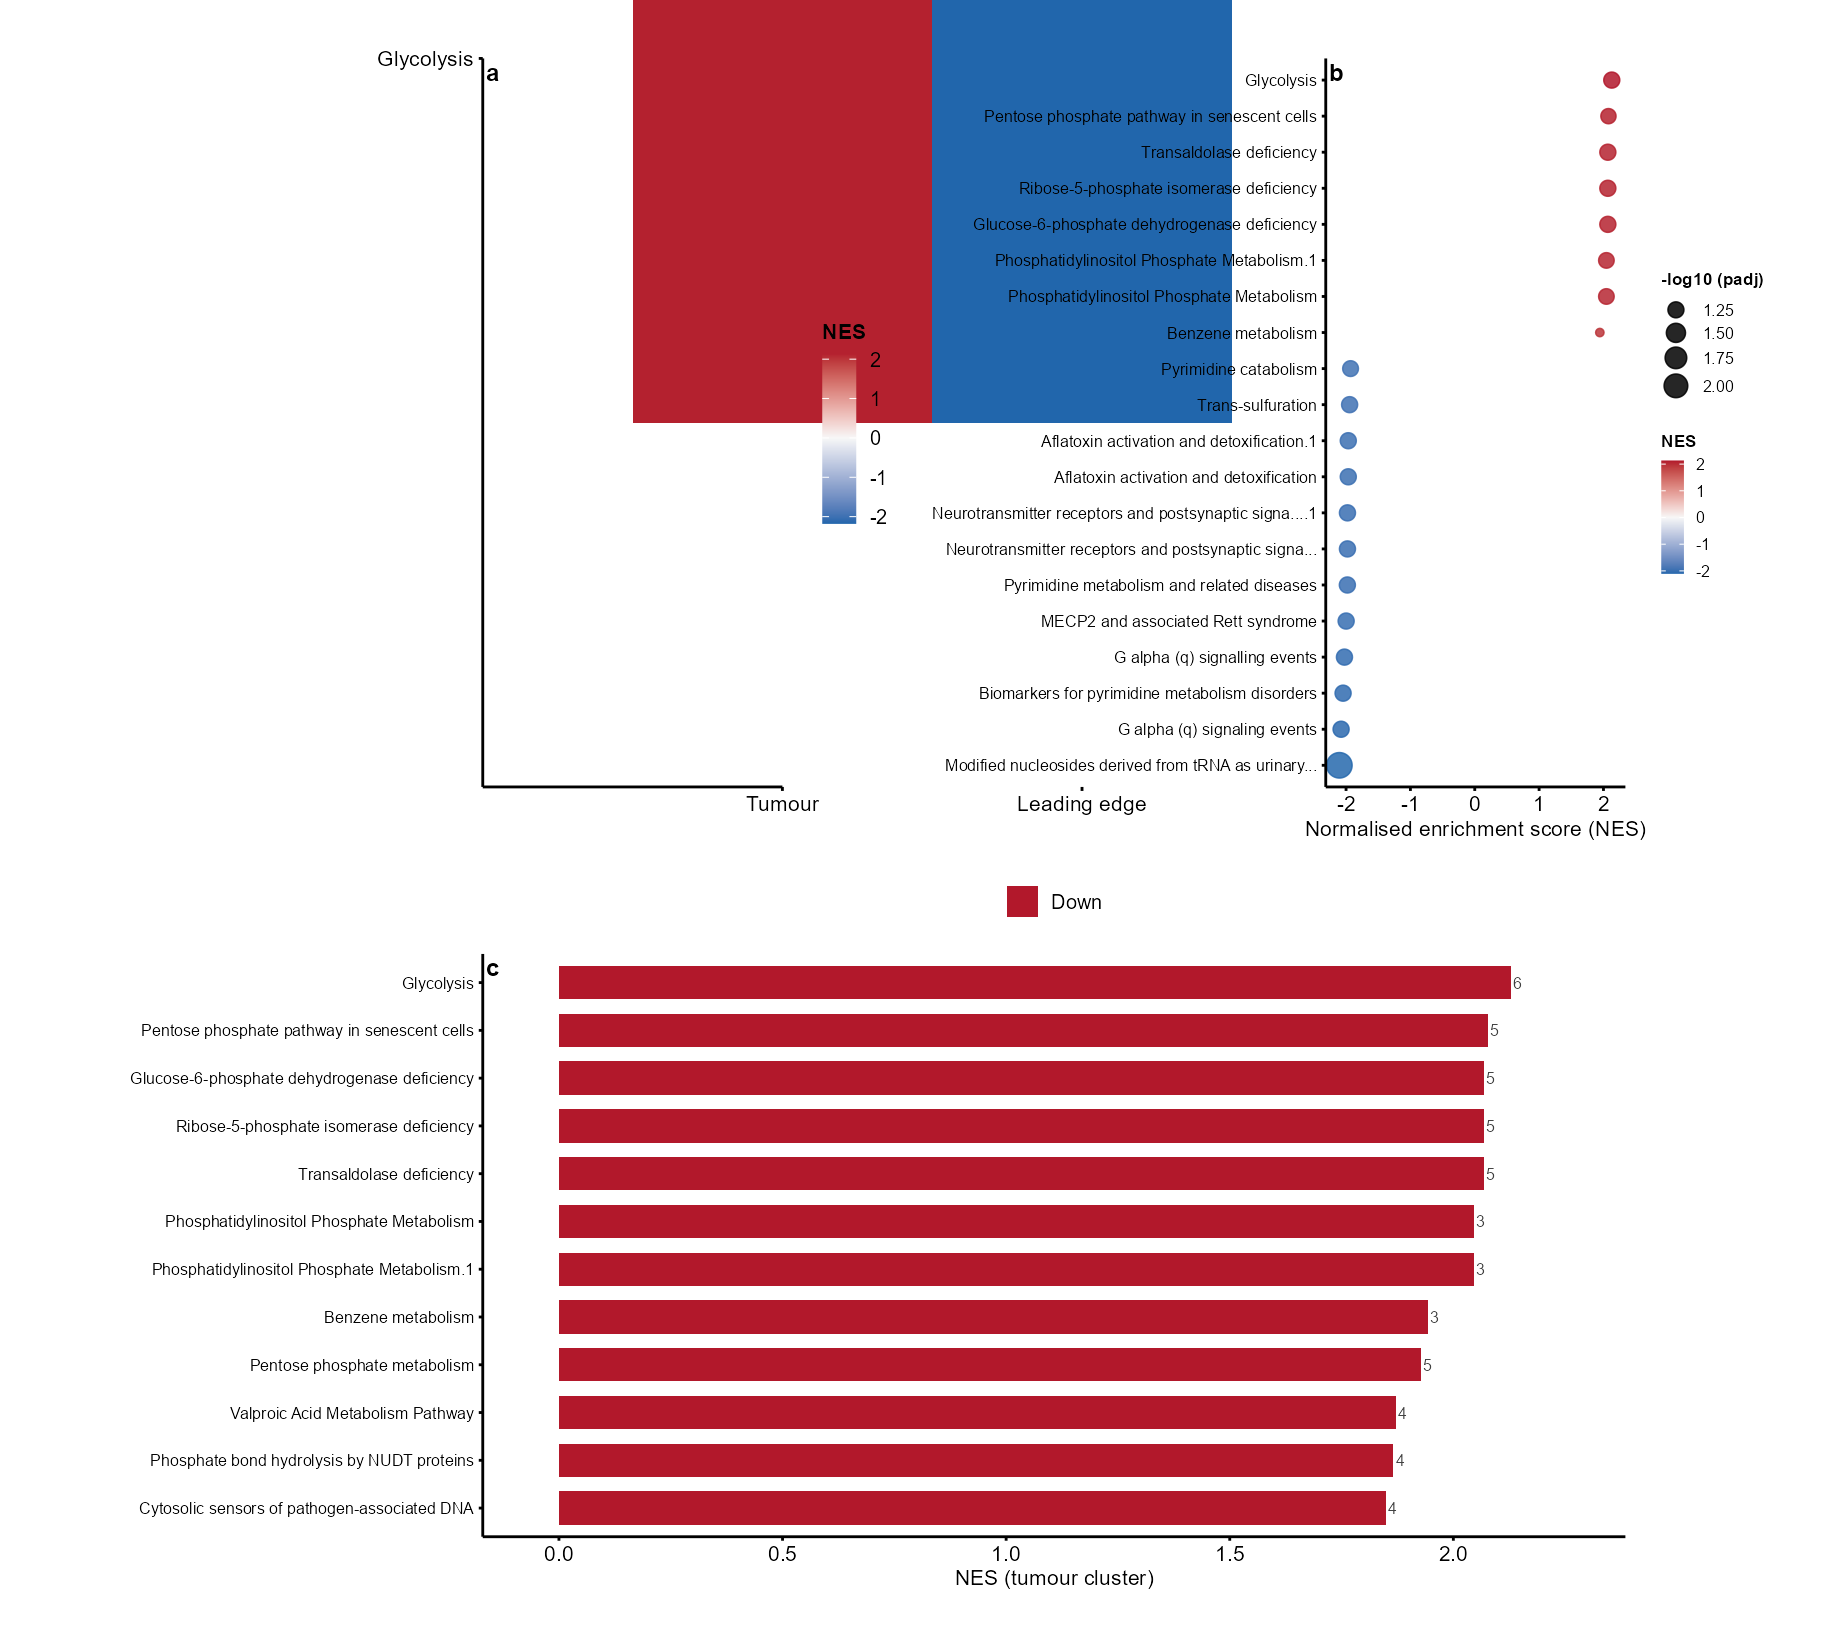 Glycolysis
a
NES
2
1
0
-1
-2
Tumour
Leading edge
b
Glycolysis
Pentose phosphate pathway in senescent cells
Transaldolase deficiency
Ribose-5-phosphate isomerase deficiency
Glucose-6-phosphate dehydrogenase deficiency
Phosphatidylinositol Phosphate Metabolism.1
Phosphatidylinositol Phosphate Metabolism
Benzene metabolism
Pyrimidine catabolism
Trans-sulfuration
Aflatoxin activation and detoxification.1
Aflatoxin activation and detoxification
Neurotransmitter receptors and postsynaptic signa....1
Neurotransmitter receptors and postsynaptic signa...
Pyrimidine metabolism and related diseases
MECP2 and associated Rett syndrome
G alpha (q) signalling events
Biomarkers for pyrimidine metabolism disorders
G alpha (q) signaling events
Modified nucleosides derived from tRNA as urinary...
-2 -1 0 1 2
Normalised enrichment score (NES)
-log10 (padj)
1.25
1.50
1.75
2.00
NES
2
1
0
-1
-2
Down
c
Glycolysis 6
Pentose phosphate pathway in senescent cells 5
Glucose-6-phosphate dehydrogenase deficiency 5
Ribose-5-phosphate isomerase deficiency 5
Transaldolase deficiency 5
Phosphatidylinositol Phosphate Metabolism 3
Phosphatidylinositol Phosphate Metabolism.1 3
Benzene metabolism 3
Pentose phosphate metabolism 5
Valproic Acid Metabolism Pathway 4
Phosphate bond hydrolysis by NUDT proteins 4
Cytosolic sensors of pathogen-associated DNA 4
0.0 0.5 1.0 1.5 2.0
NES (tumour cluster)